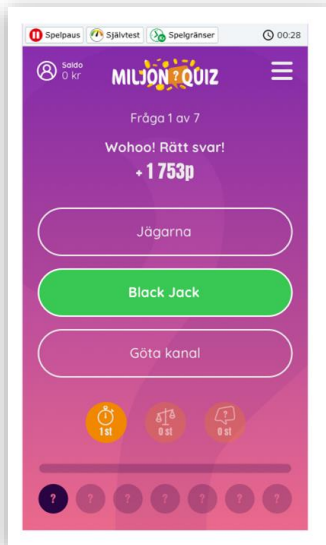 Spelpaus Självtest Spelgränser 00:28
Saldo
0 kr
MILJON ? QUIZ
Fråga 1 av 7
Wohoo! Rätt svar!
+ 1 753p
Jägarna
Black Jack
Göta kanal
1 st ? 0 st ? 0 st
? ? ? ? ? ? ?